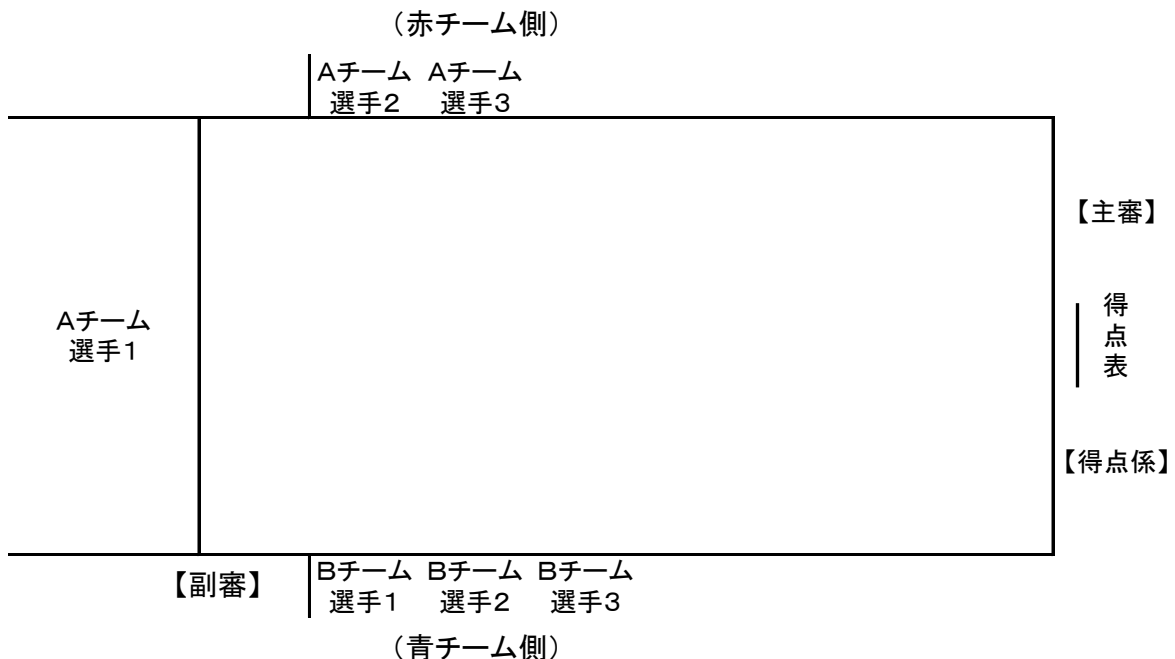 （赤チーム側）
Aチーム Aチーム
選手2 選手3
【主審】
Aチーム
選手1
得点表
【得点係】
【副審】
Bチーム Bチーム Bチーム
選手1 選手2 選手3
（青チーム側）